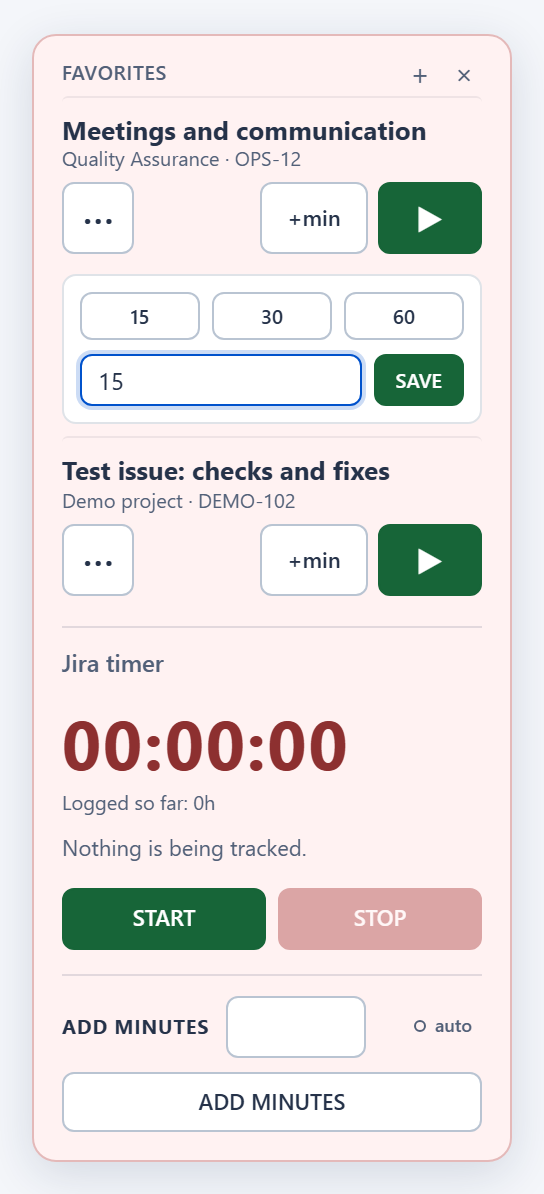 FAVORITES + ×
Meetings and communication
Quality Assurance · OPS-12
... +min
15 30 60
15 SAVE
Test issue: checks and fixes
Demo project · DEMO-102
... +min
Jira timer
00:00:00
Logged so far: 0h
Nothing is being tracked.
START STOP
ADD MINUTES auto
ADD MINUTES